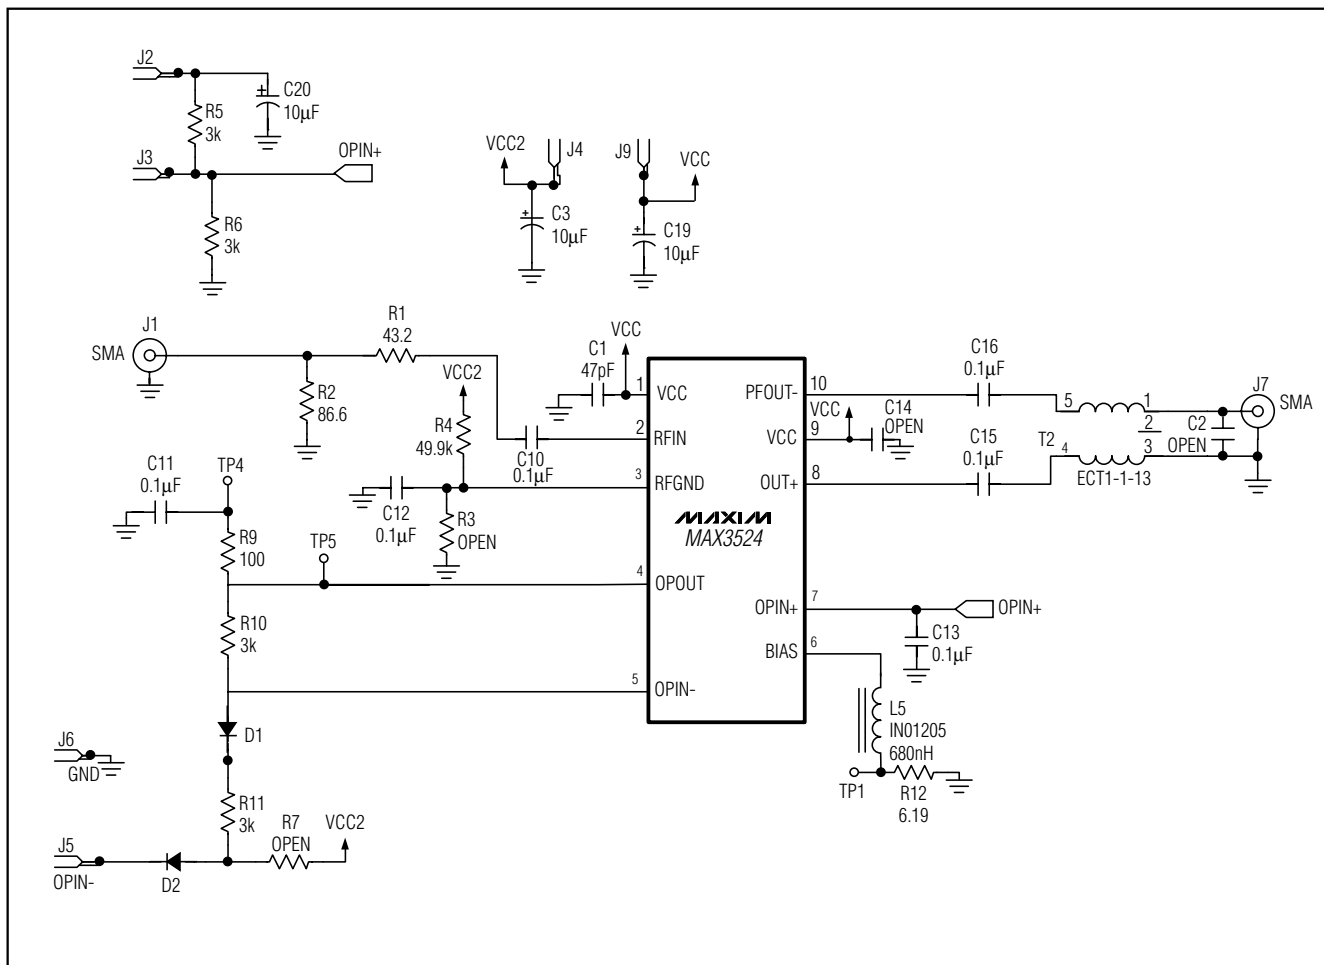 J2
C20
10µF
R5
3k
J3
OPIN+
R6
3k
VCC2
J4
C3
10µF
J9
VCC
C19
10µF
J1
SMA
R1
43.2
R2
86.6
VCC2
R4
49.9k
C1
47pF
VCC
1
VCC
2
RFIN
C10
0.1µF
3
RFGND
C12
0.1µF
R3
OPEN
MAXIM
MAX3524
10
PFOUT-
9
VCC
VCC
C14
OPEN
8
OUT+
C16
0.1µF
C15
0.1µF
5
1
2
T2
4
3
ECT1-1-13
C2
OPEN
J7
SMA
C11
0.1µF
TP4
R9
100
TP5
4
OPOUT
R10
3k
5
OPIN-
7
OPIN+
OPIN+
C13
0.1µF
6
BIAS
L5
IN01205
680nH
TP1
R12
6.19
D1
J6
GND
R11
3k
R7
OPEN
VCC2
J5
OPIN-
D2